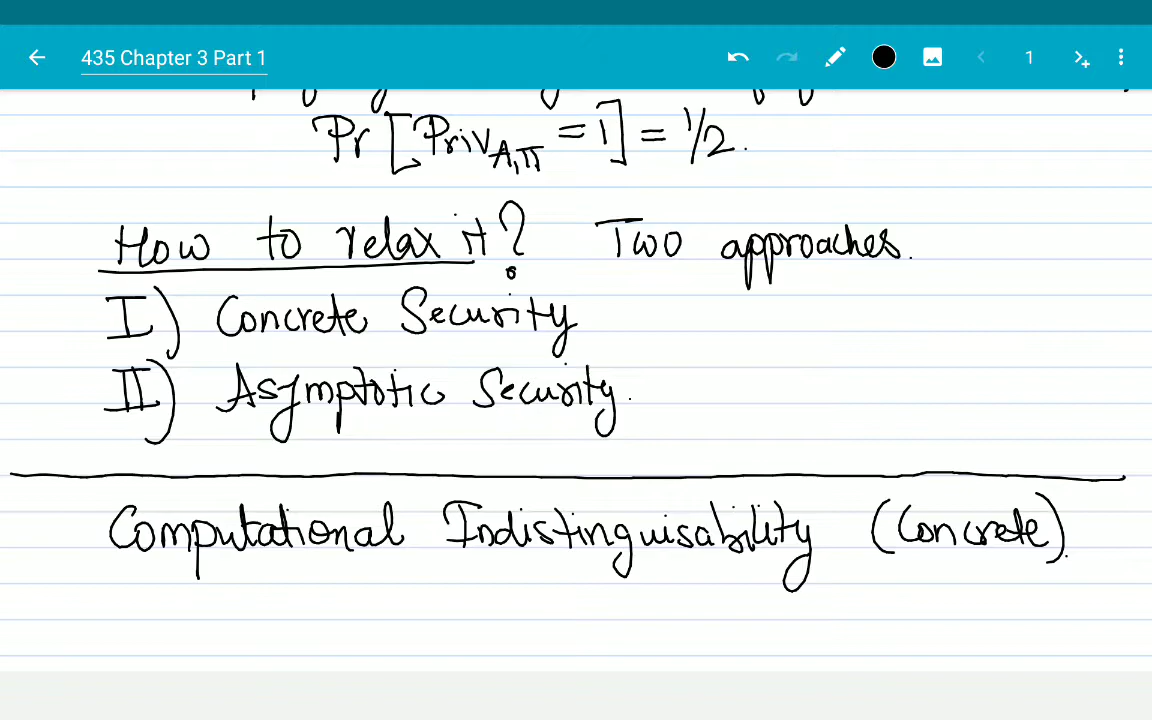 435 Chapter 3 Part 1
1
Pr [Priv_{A,Π} = 1] = 1/2.
How to relax it? Two approaches.
I) Concrete Security
II) Asymptotic Security.
Computational Indistinguisability (Concrete).